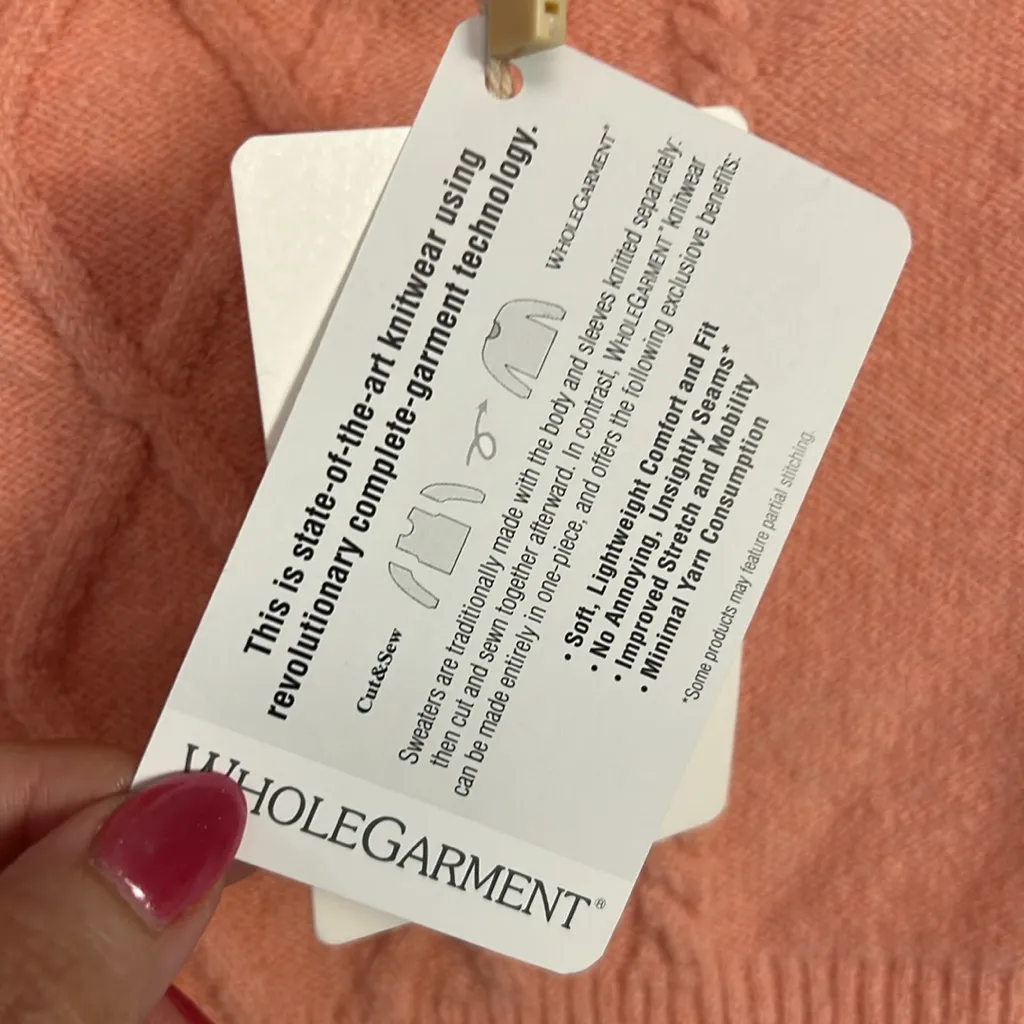 This is state-of-the-art knitwear using
revolutionary complete-garment technology.
Cut&Sew
WHOLEGARMENT®
Sweaters are traditionally made with the body and sleeves knitted separately:
then cut and sewn together afterward. In contrast, WHOLEGARMENT® knitwear
can be made entirely in one-piece, and offers the following exclusiove benefits:
• Soft, Lightweight Comfort and Fit
• No Annoying, Unsightly Seams*
• Improved Stretch and Mobility
• Minimal Yarn Consumption
*Some products may feature partial stitching.
WHOLEGARMENT®